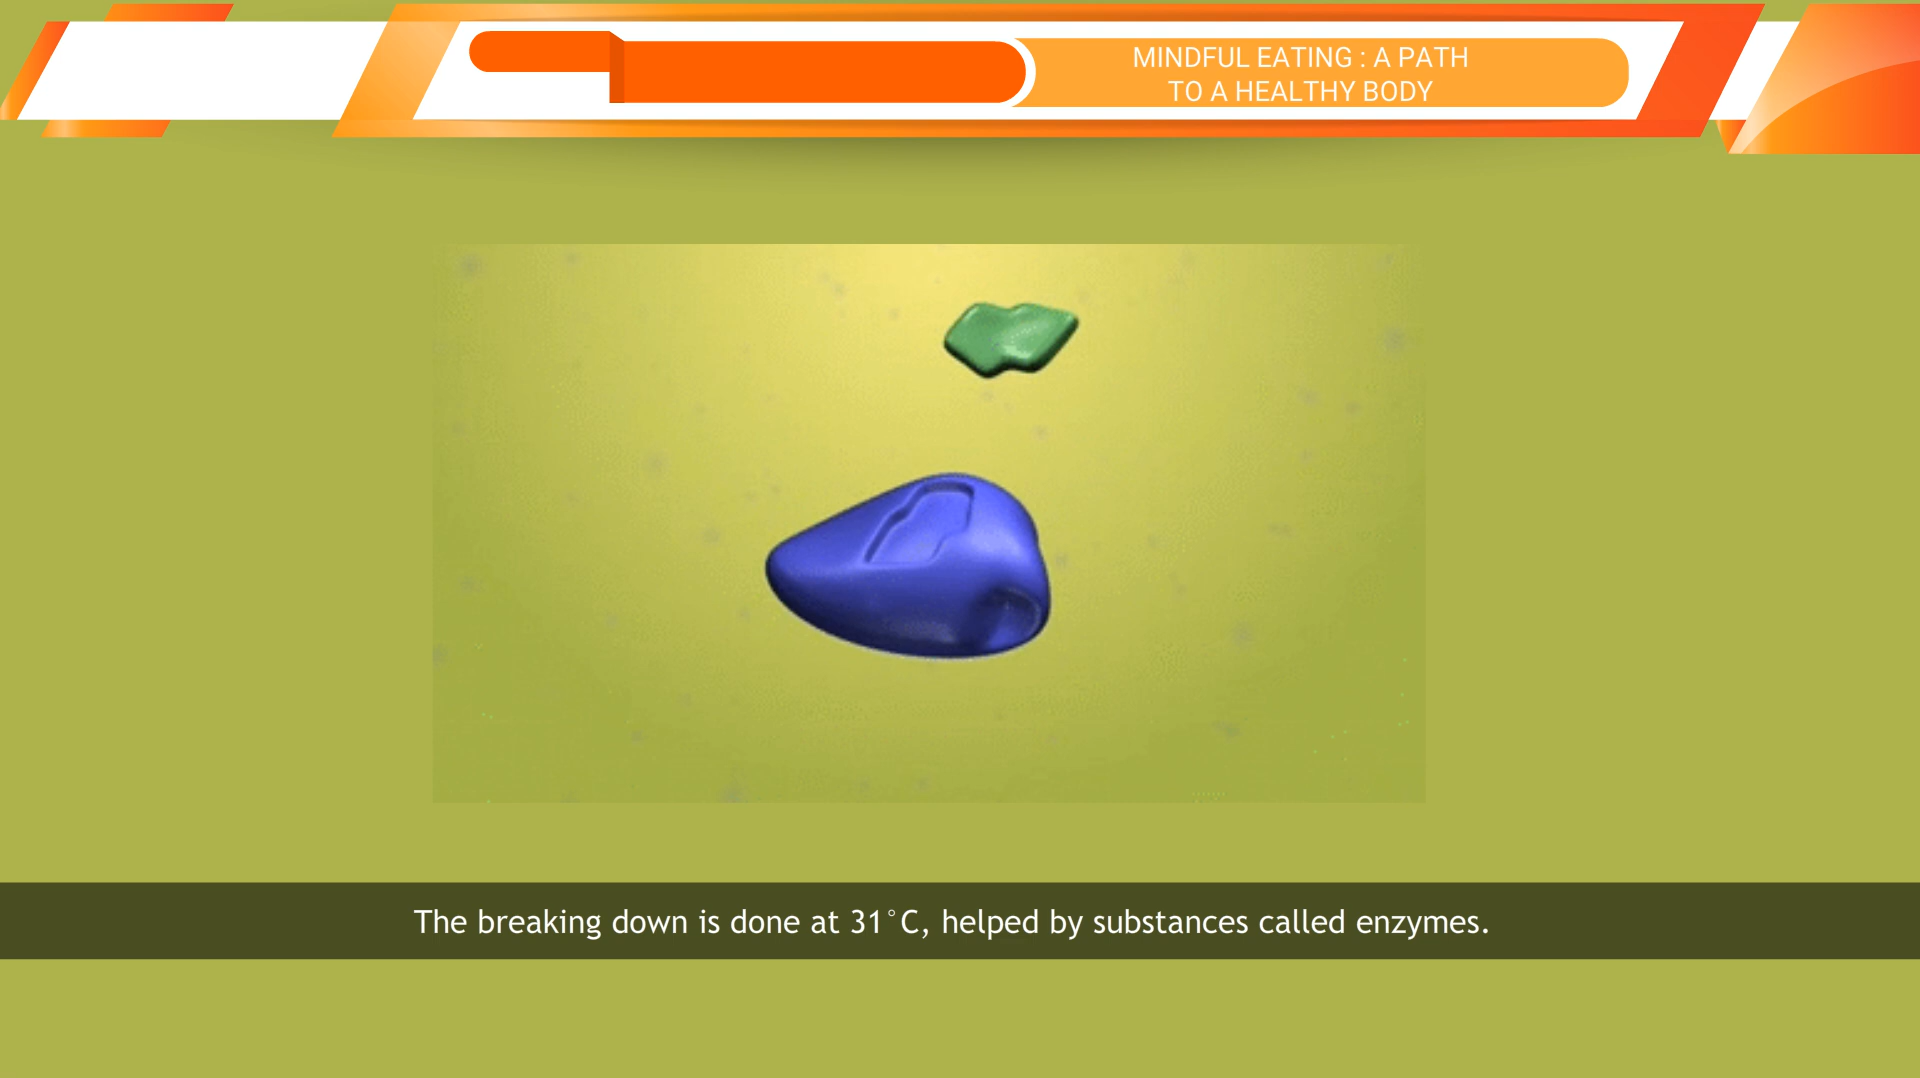 MINDFUL EATING : A PATH
TO A HEALTHY BODY
The breaking down is done at 31°C, helped by substances called enzymes.